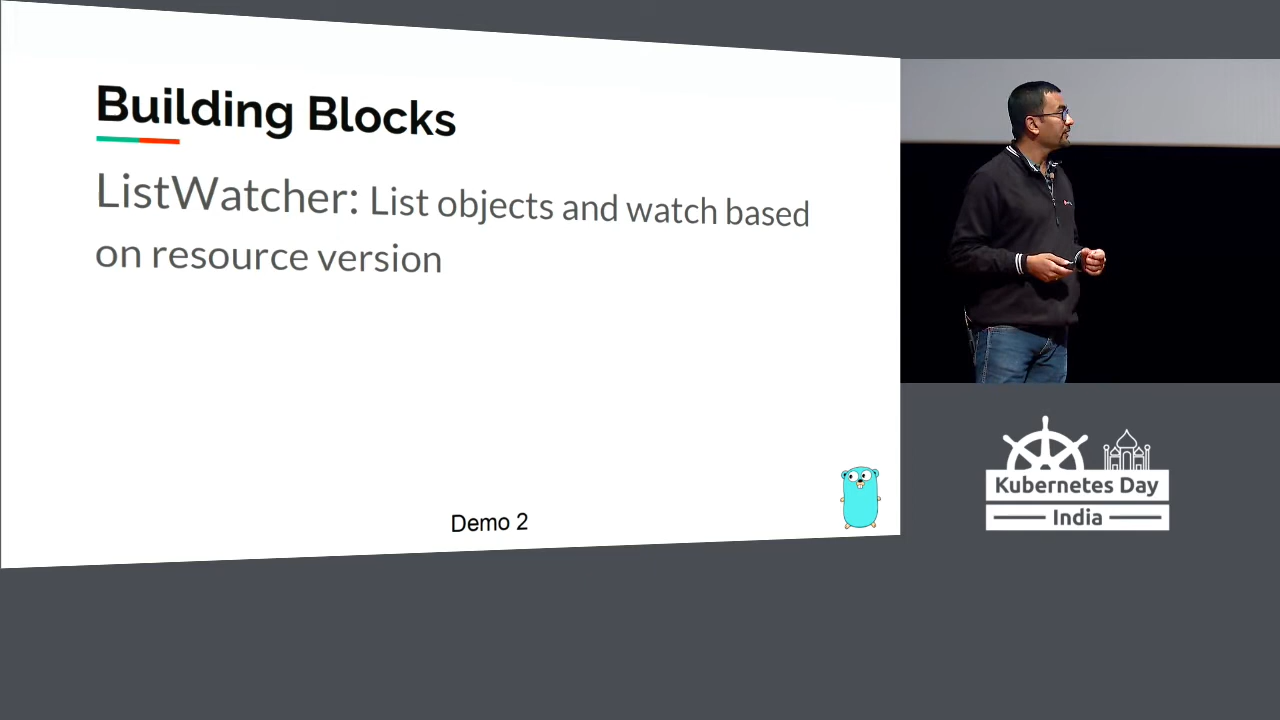 Building Blocks
ListWatcher: List objects and watch based
on resource version
Demo 2
Kubernetes Day
India